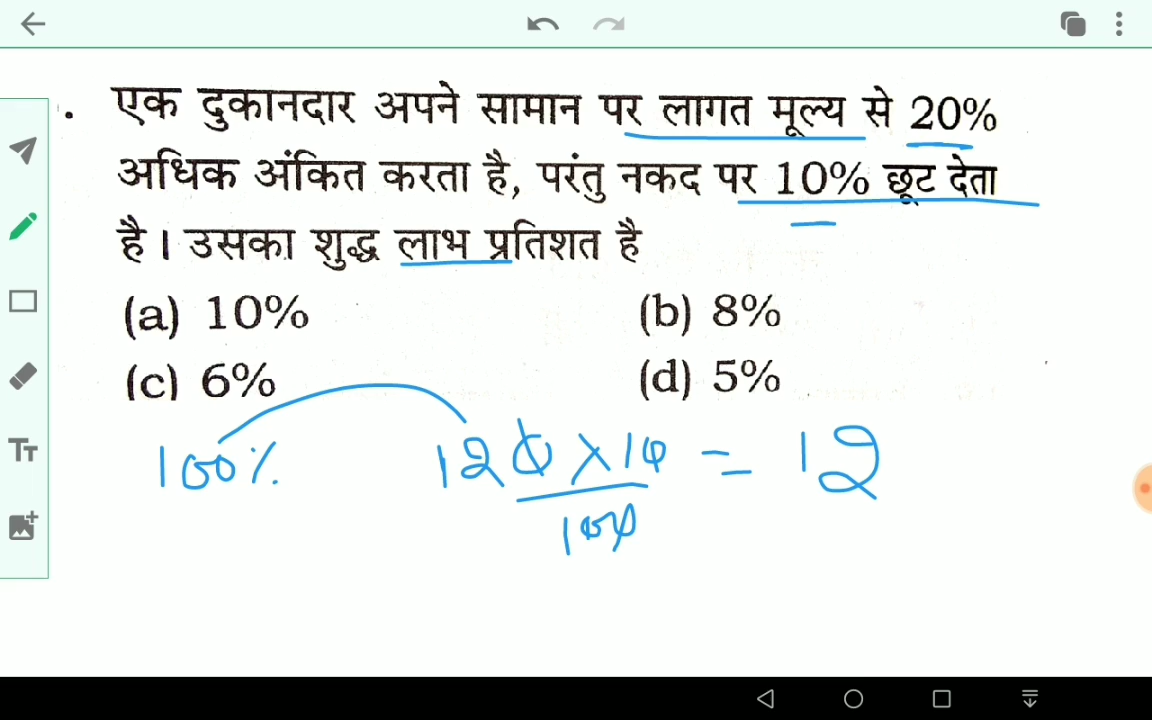 . एक दुकानदार अपने सामान पर लागत मूल्य से 20%
अधिक अंकित करता है, परंतु नकद पर 10% छूट देता
है। उसका शुद्ध लाभ प्रतिशत है
(a) 10% (b) 8%
(c) 6% (d) 5%
100% 120 × 10 = 12
100
TT